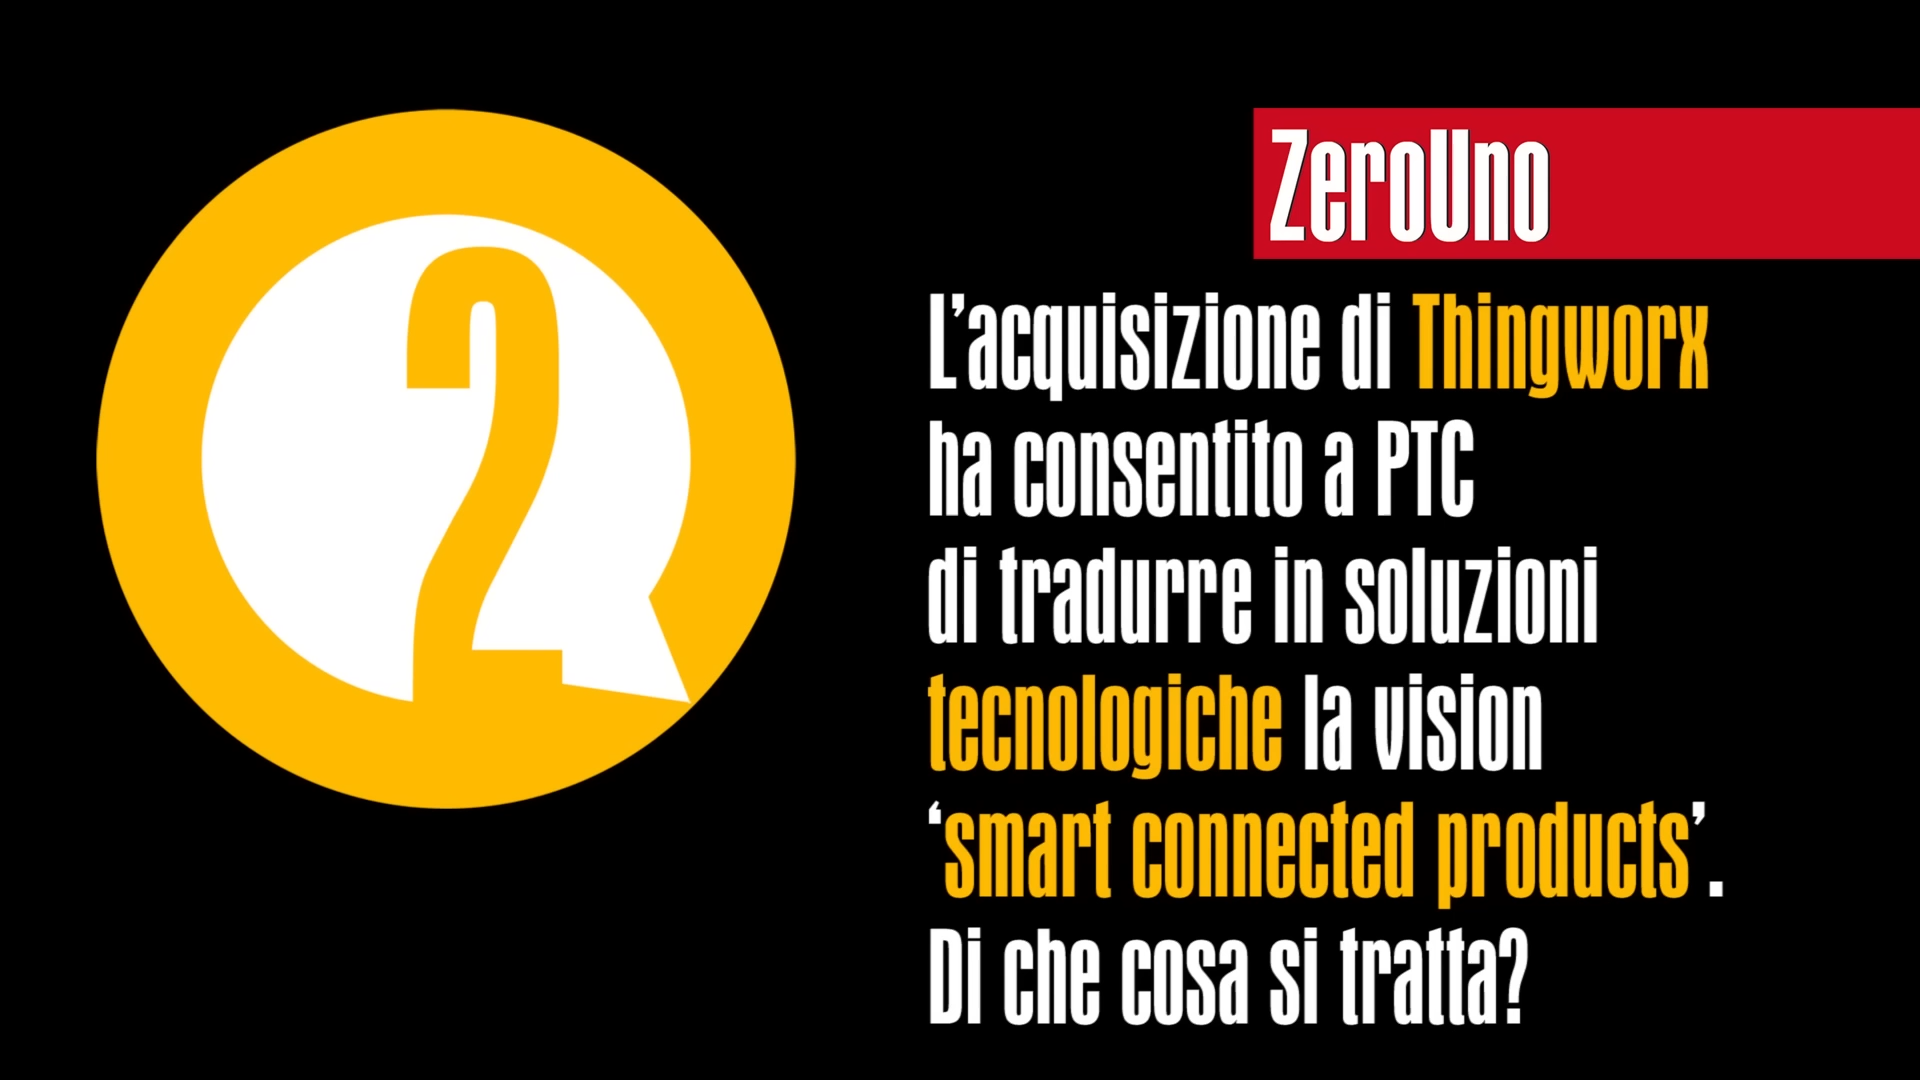 2
ZeroUno
L’acquisizione di Thingworx
ha consentito a PTC
di tradurre in soluzioni
tecnologiche la vision
‘smart connected products’.
Di che cosa si tratta?